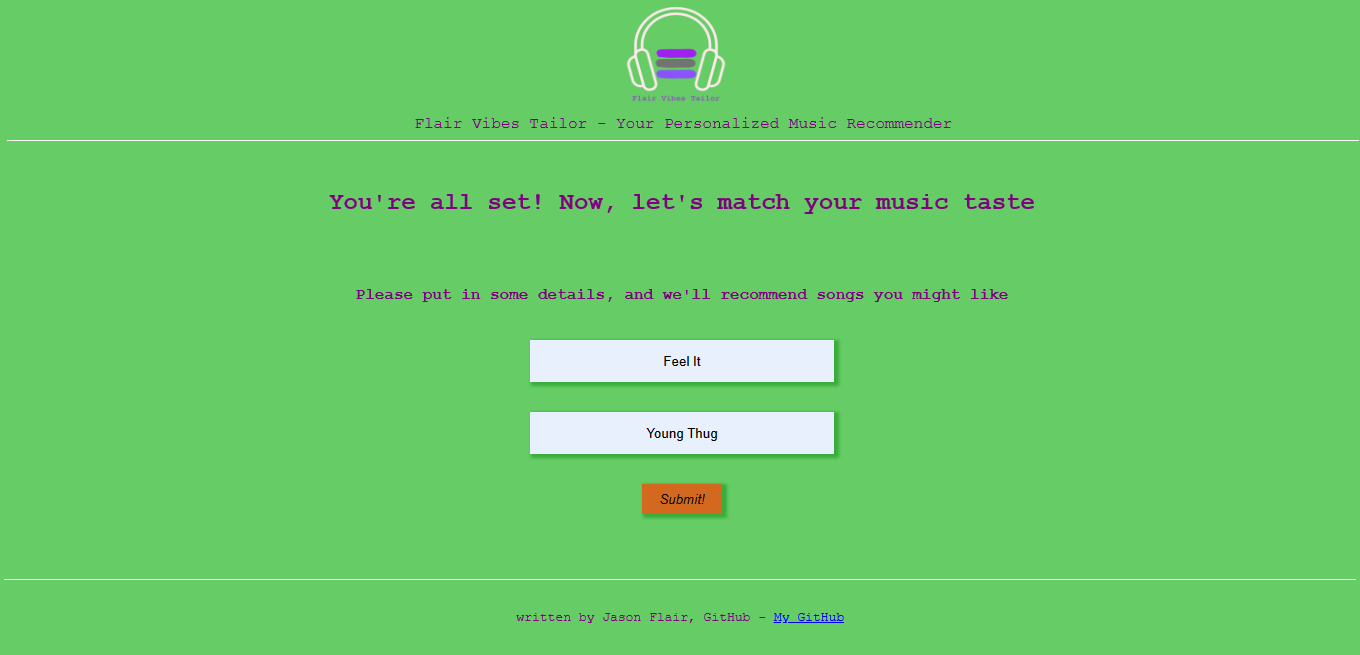 Flair Vibes Tailor
Flair Vibes Tailor - Your Personalized Music Recommender
You're all set! Now, let's match your music taste
Please put in some details, and we'll recommend songs you might like
Feel It
Young Thug
Submit!
written by Jason Flair, GitHub - My GitHub